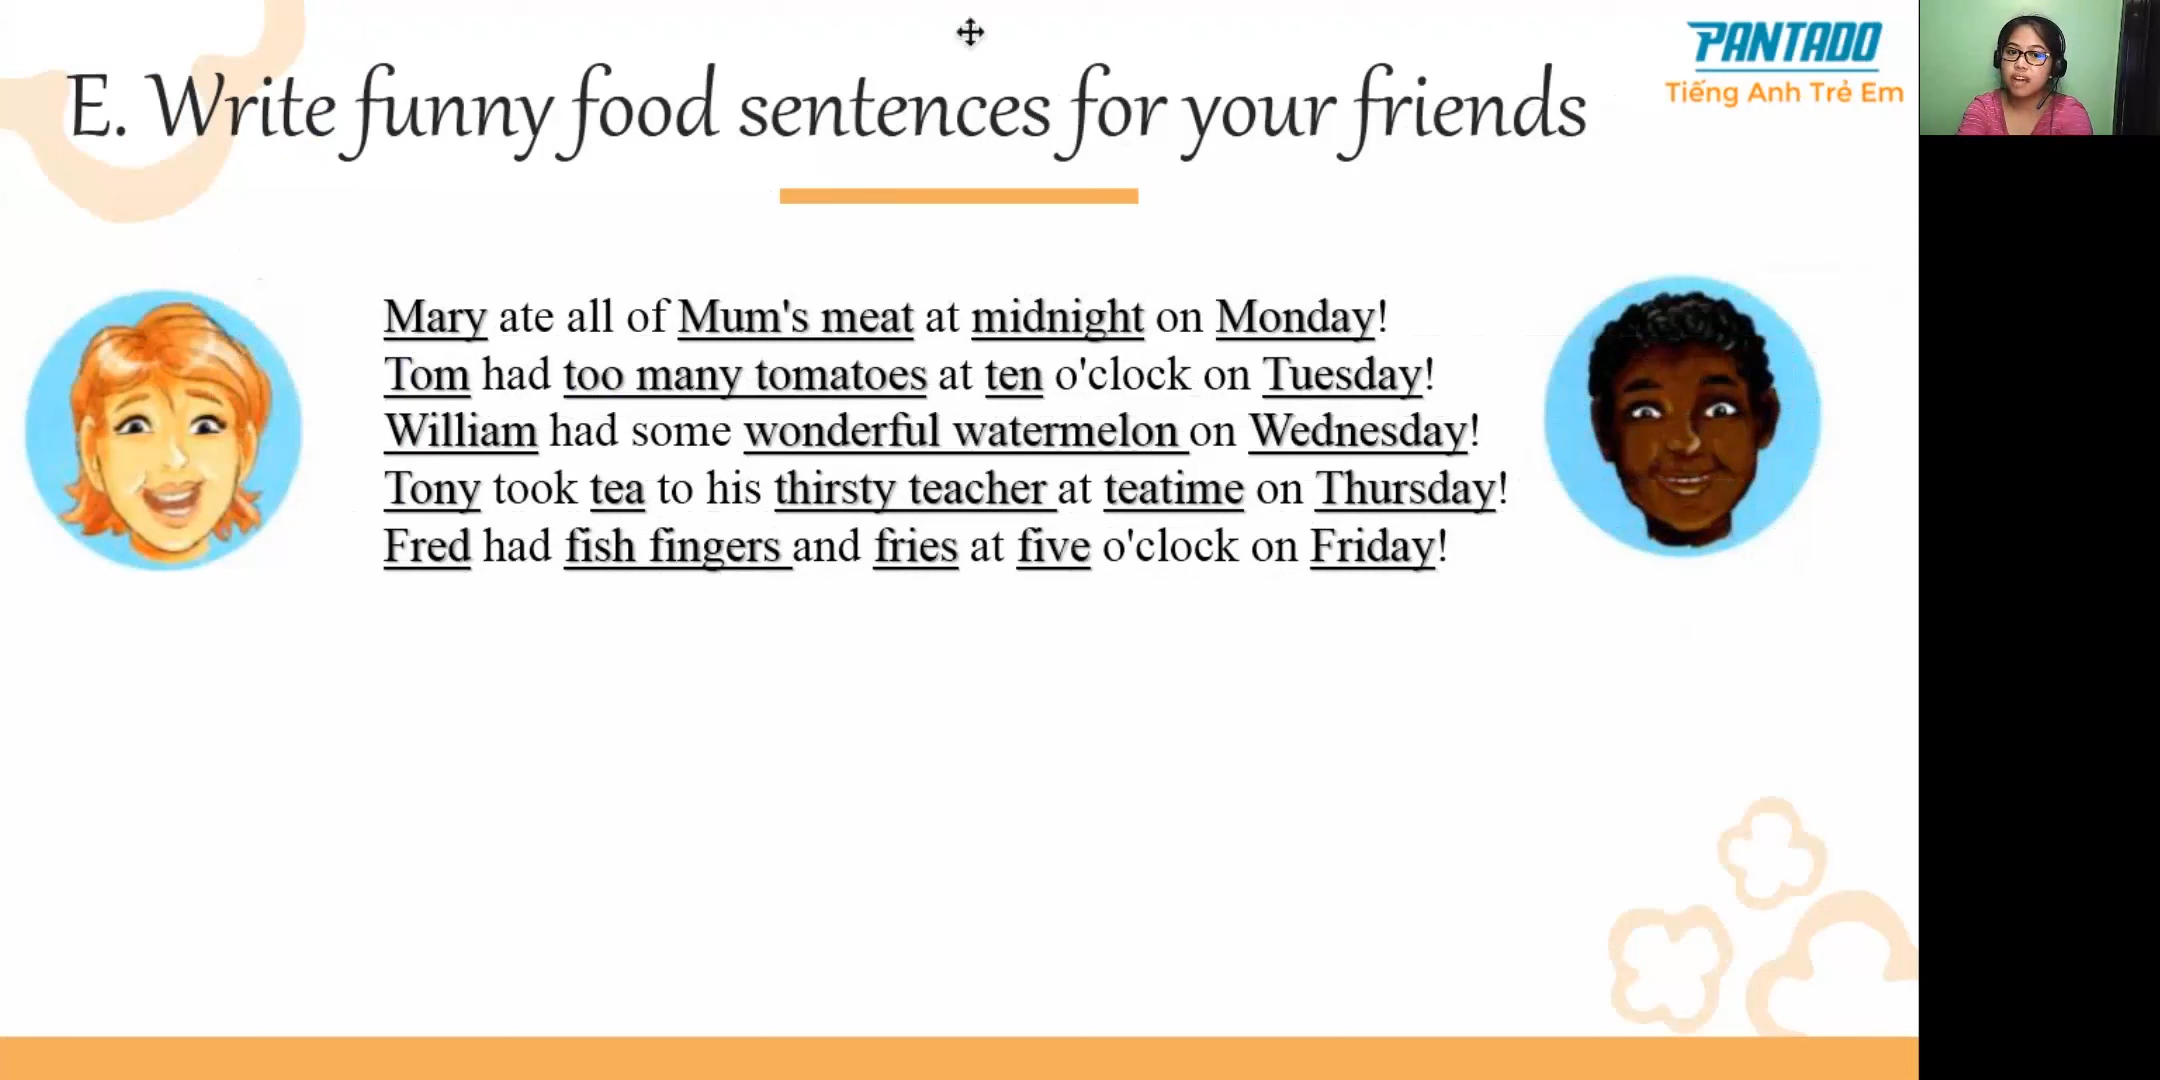 E. Write funny food sentences for your friends
PANTADO
Tiếng Anh Trẻ Em
Mary ate all of Mum's meat at midnight on Monday!
Tom had too many tomatoes at ten o'clock on Tuesday!
William had some wonderful watermelon on Wednesday!
Tony took tea to his thirsty teacher at teatime on Thursday!
Fred had fish fingers and fries at five o'clock on Friday!